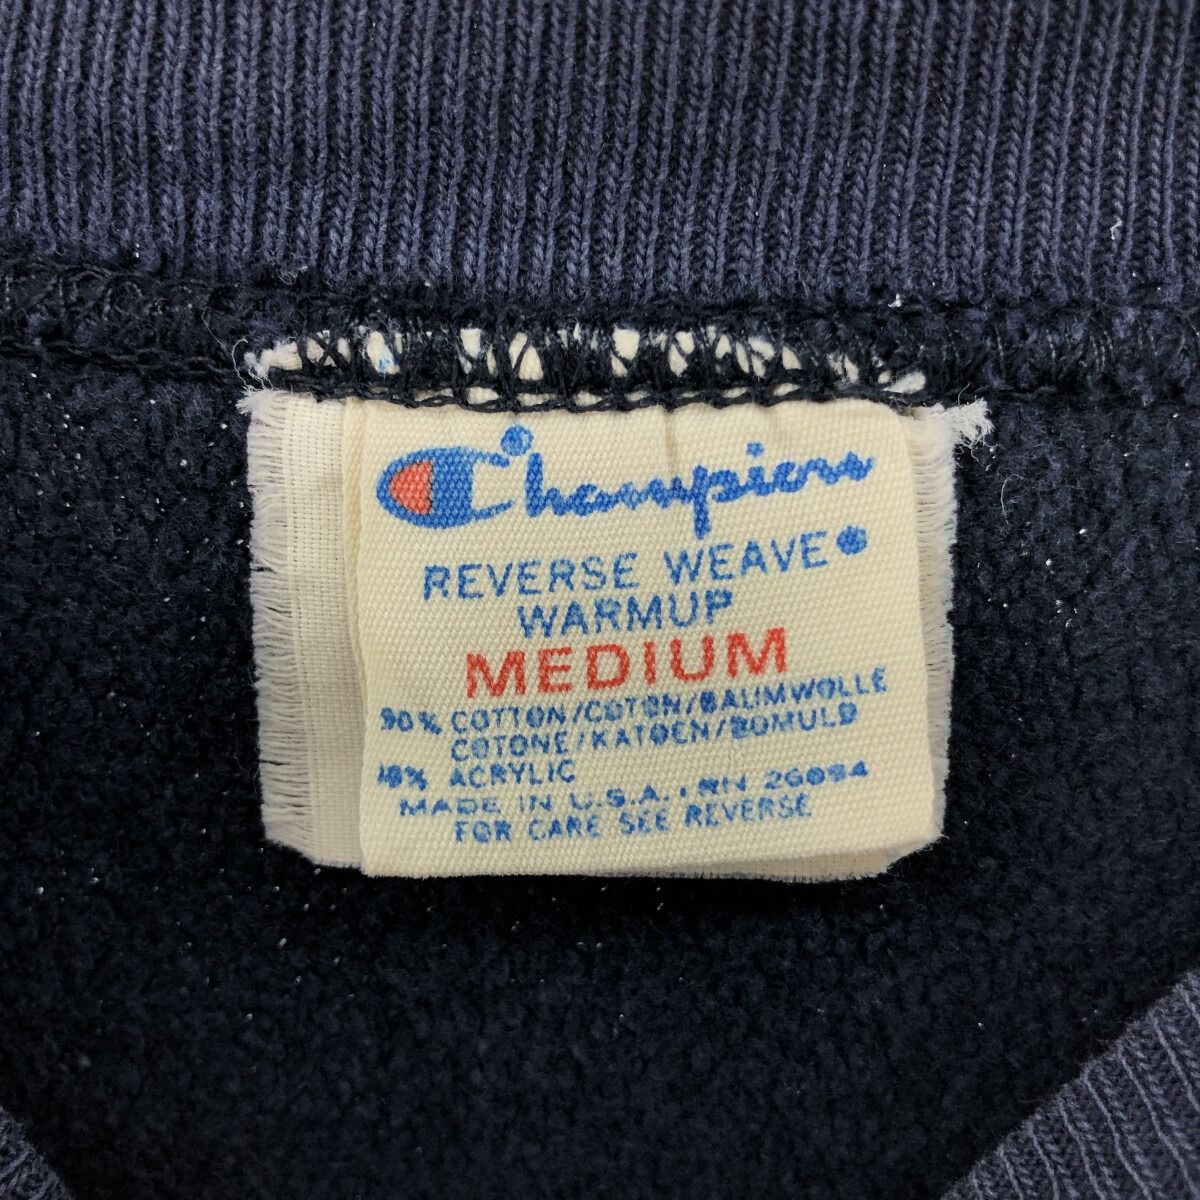 Champion
REVERSE WEAVE
WARMUP
MEDIUM
90% COTTON/COTON/BAUMWOLLE
COTONE/KATOEN/BOMULD
10% ACRYLIC
MADE IN U.S.A. RN 26094
FOR CARE SEE REVERSE